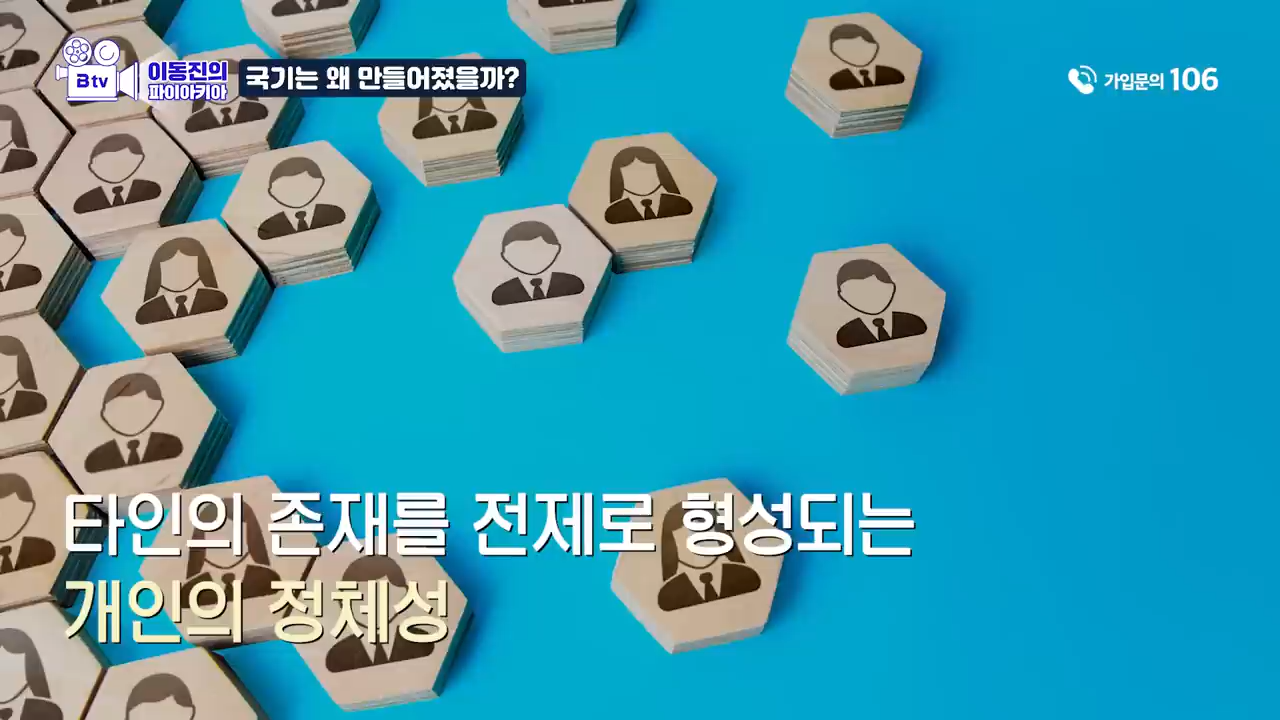 B tv
이동진의
파이아키아
국기는 왜 만들어졌을까?
가입문의 106
타인의 존재를 전제로 형성되는
개인의 정체성